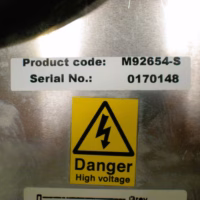 Product code: M92654-S
Serial No.: 0170148
Danger
High voltage